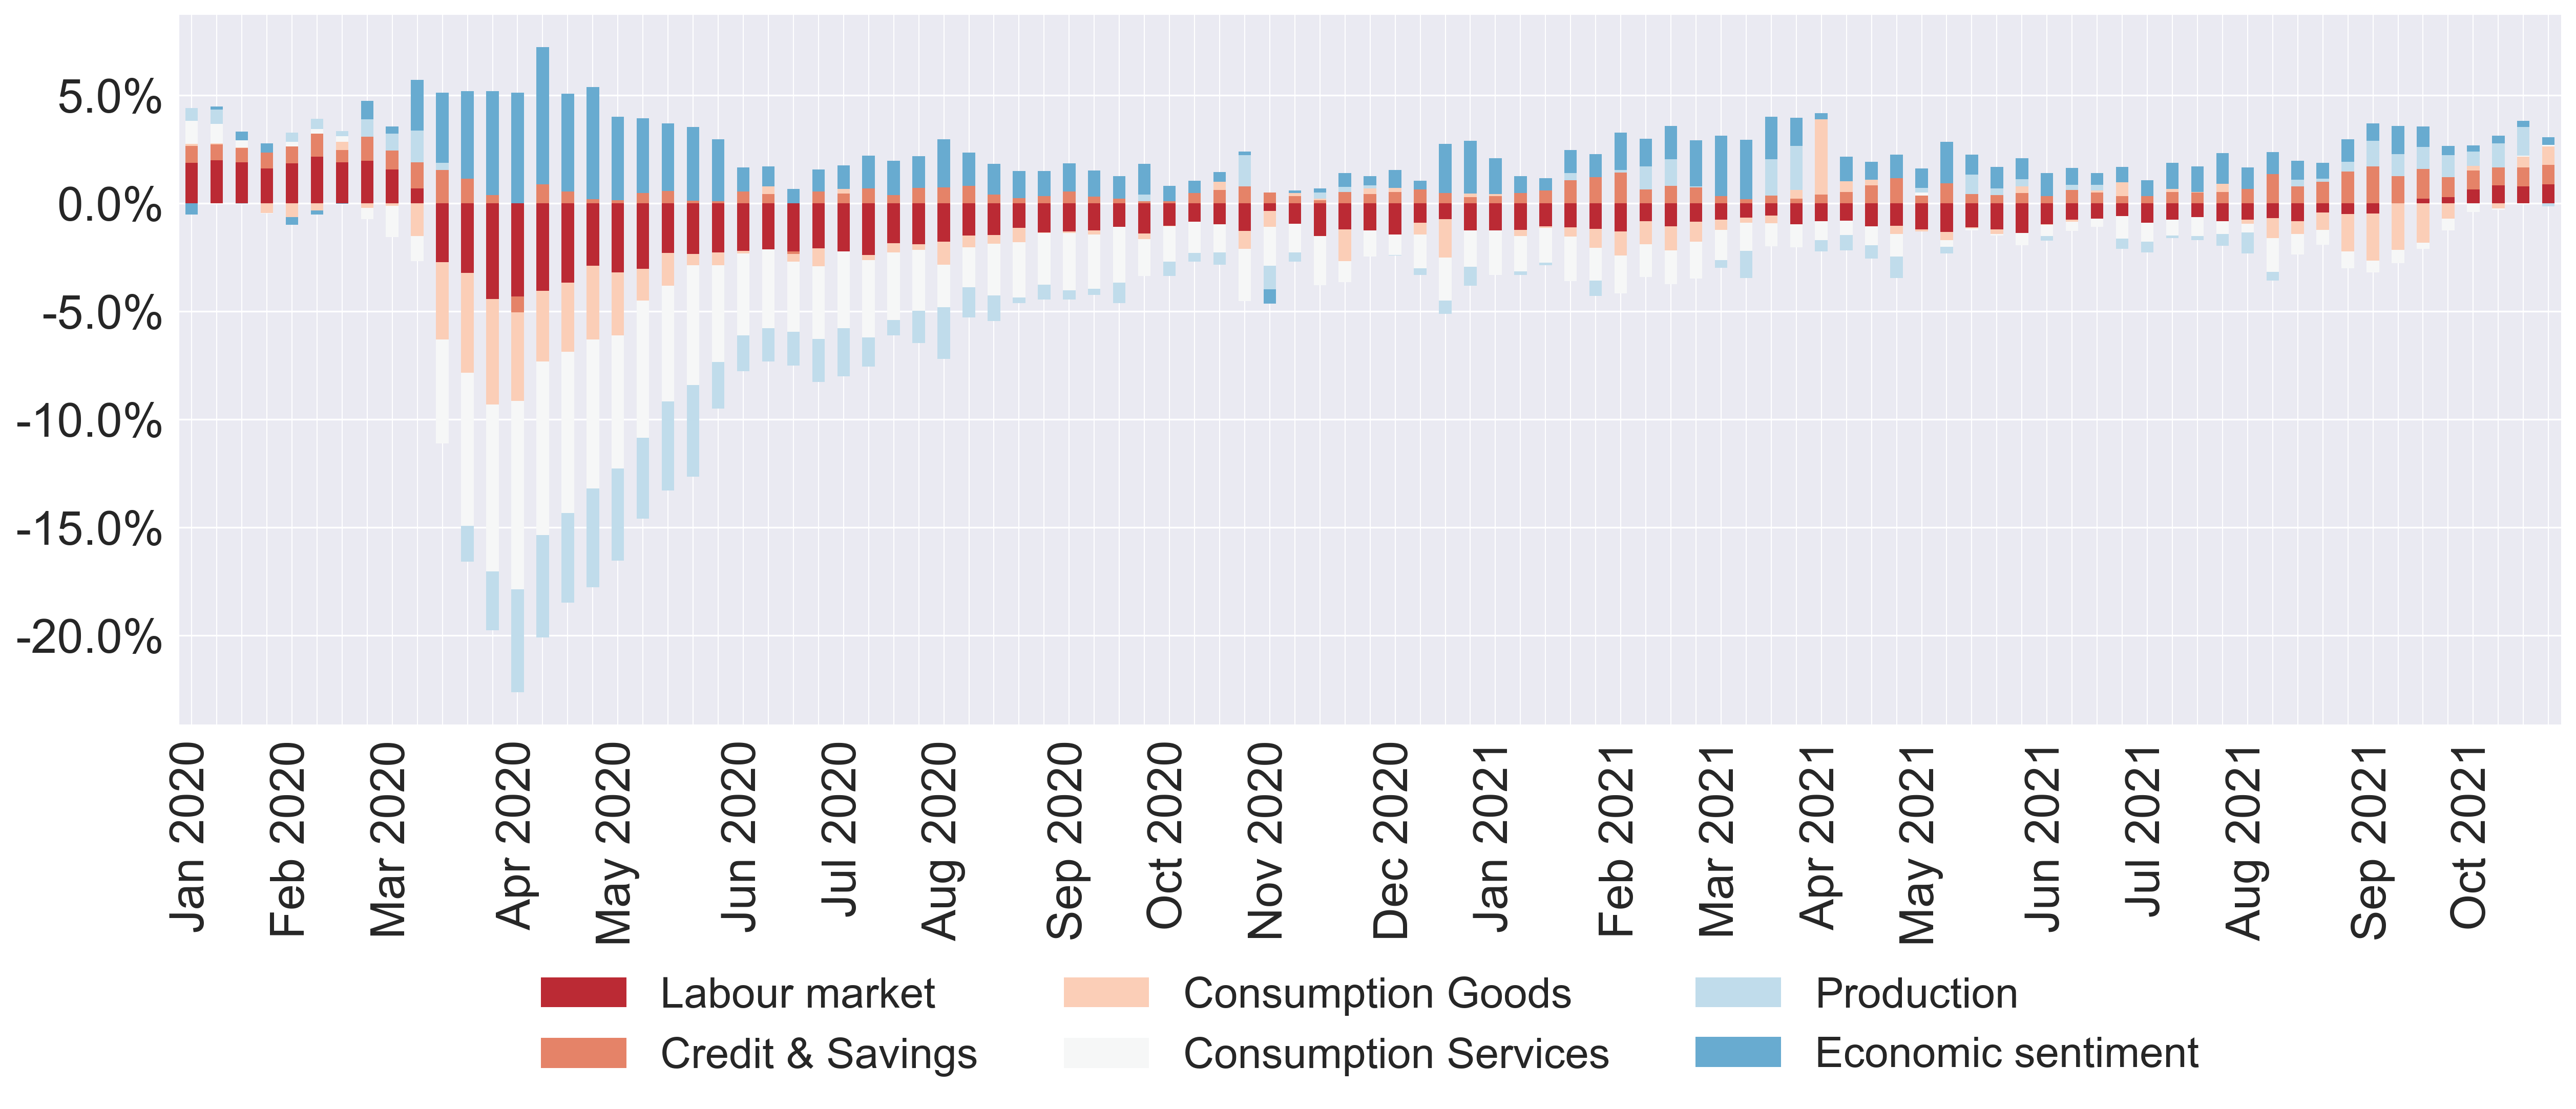 5.0%
0.0%
-5.0%
-10.0%
-15.0%
-20.0%
Jan 2020
Feb 2020
Mar 2020
Apr 2020
May 2020
Jun 2020
Jul 2020
Aug 2020
Sep 2020
Oct 2020
Nov 2020
Dec 2020
Jan 2021
Feb 2021
Mar 2021
Apr 2021
May 2021
Jun 2021
Jul 2021
Aug 2021
Sep 2021
Oct 2021
Labour market
Consumption Goods
Production
Credit & Savings
Consumption Services
Economic sentiment